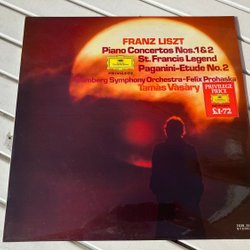 FRANZ LISZT
Piano Concertos Nos.1&2
St. Francis Legend
Paganini-Etude No.2
PRIVILEGE
Bamberg Symphony Orchestra-Felix Prohaska
Tamás Vásáry
PRIVILEGE
PRICE
£1·72